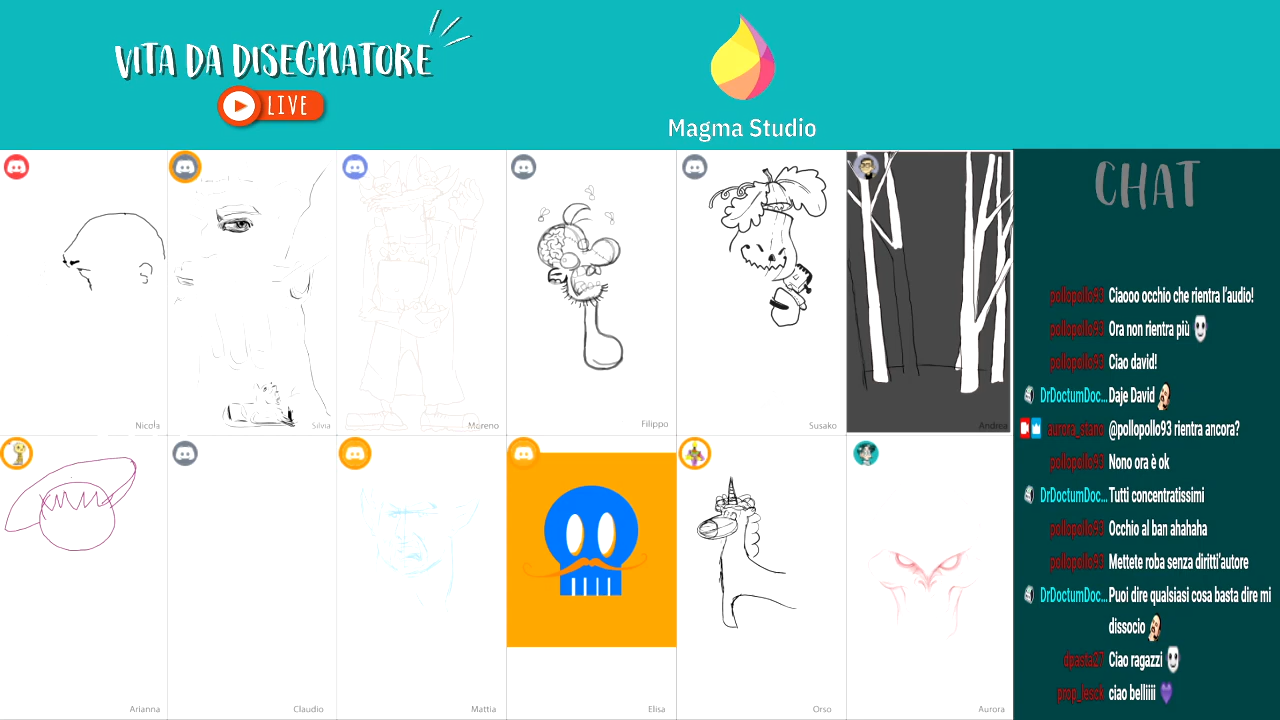 VITA DA DISEGNATORE
LIVE
Magma Studio
CHAT
Nicola
Silvia
Moreno
Filippo
Susako
Andrea
Arianna
Claudio
Mattia
Elisa
Orso
Aurora
pollopollo93 Ciaooo occhio che rientra l'audio!
pollopollo93 Ora non rientra più
pollopollo93 Ciao david!
DrDoctumDoc... Daje David
aurora_stano @pollopollo93 rientra ancora?
pollopollo93 Nono ora è ok
DrDoctumDoc... Tutti concentratissimi
pollopollo93 Occhio al ban ahahaha
pollopollo93 Mettete roba senza diritti'autore
DrDoctumDoc... Puoi dire qualsiasi cosa basta dire mi
dissocio
dpasta27 Ciao ragazzi
prop_lesck ciao belliiii